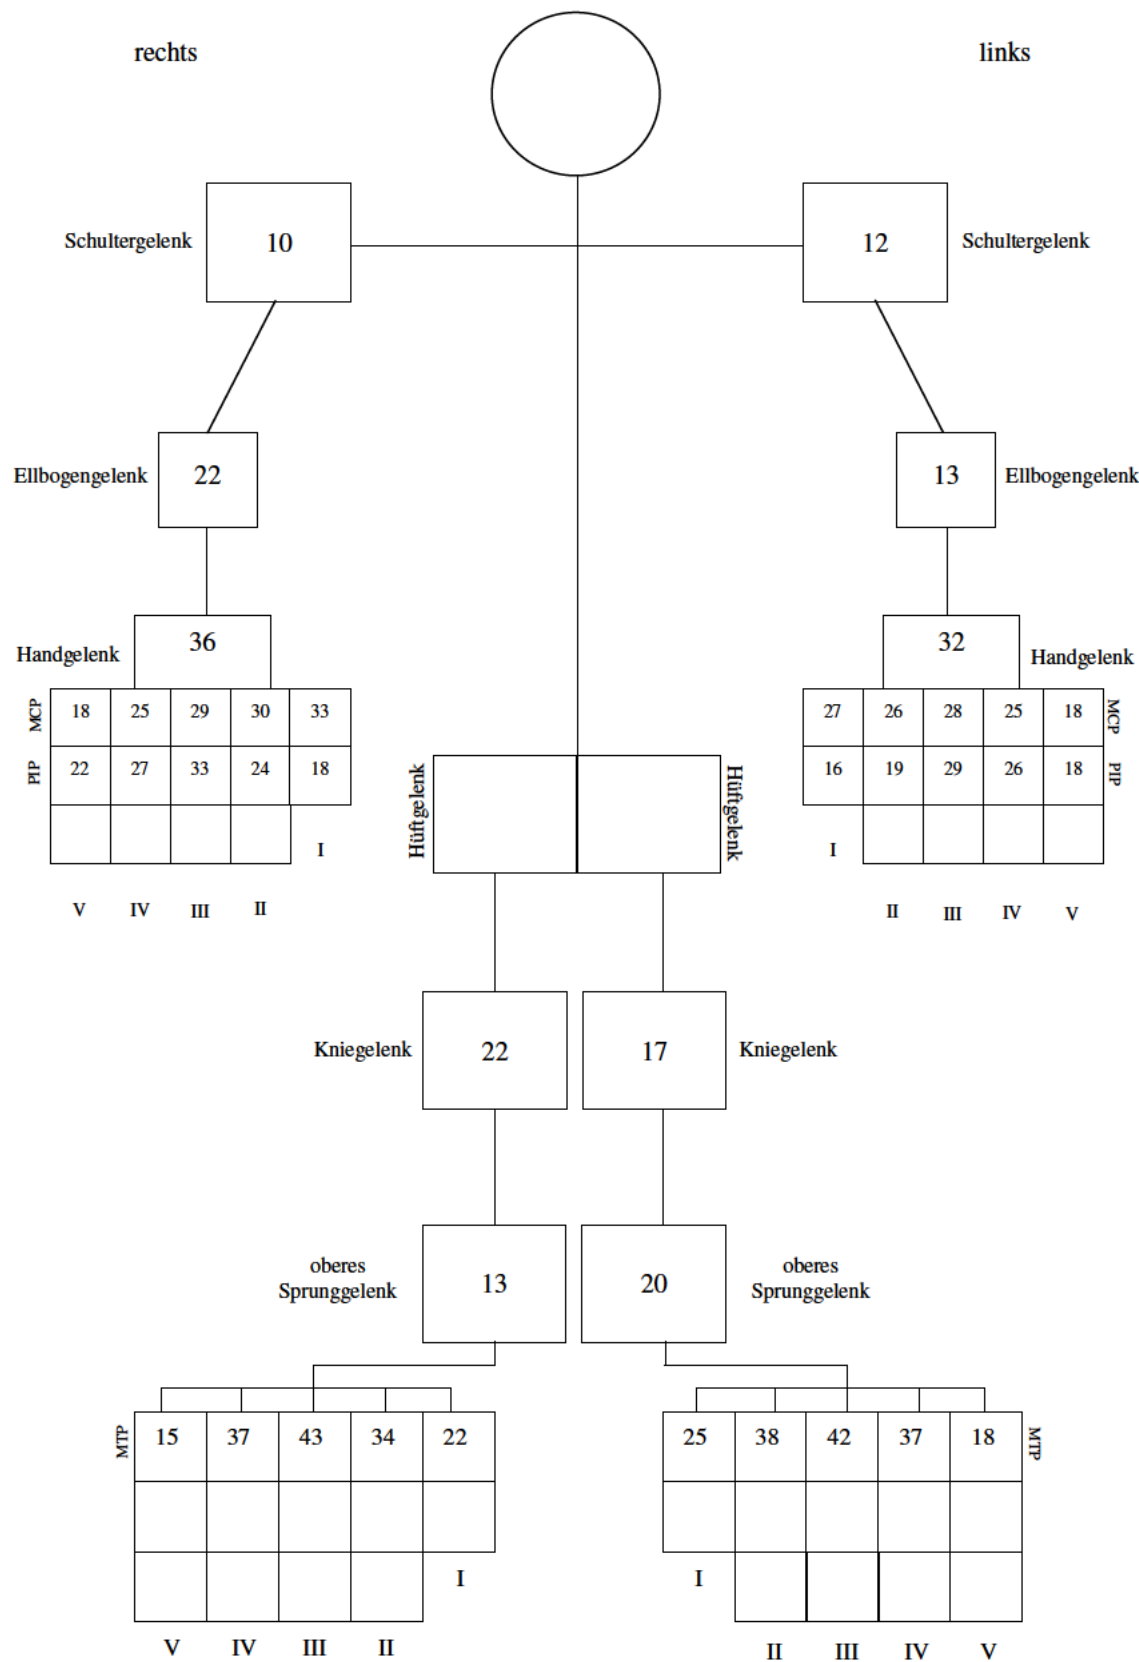 rechts links
Schultergelenk 10 12 Schultergelenk
Ellbogengelenk 22 13 Ellbogengelenk
Handgelenk 36 32 Handgelenk
MCP 18 25 29 30 33 27 26 28 25 18 MCP
PIP 22 27 33 24 18 16 19 29 26 18 PIP
Hüftgelenk Hüftgelenk
I I
V IV III II II III IV V
Kniegelenk 22 17 Kniegelenk
oberes
Sprunggelenk 13 20 oberes
Sprunggelenk
MTP 15 37 43 34 22 25 38 42 37 18 MTP
I I
V IV III II II III IV V